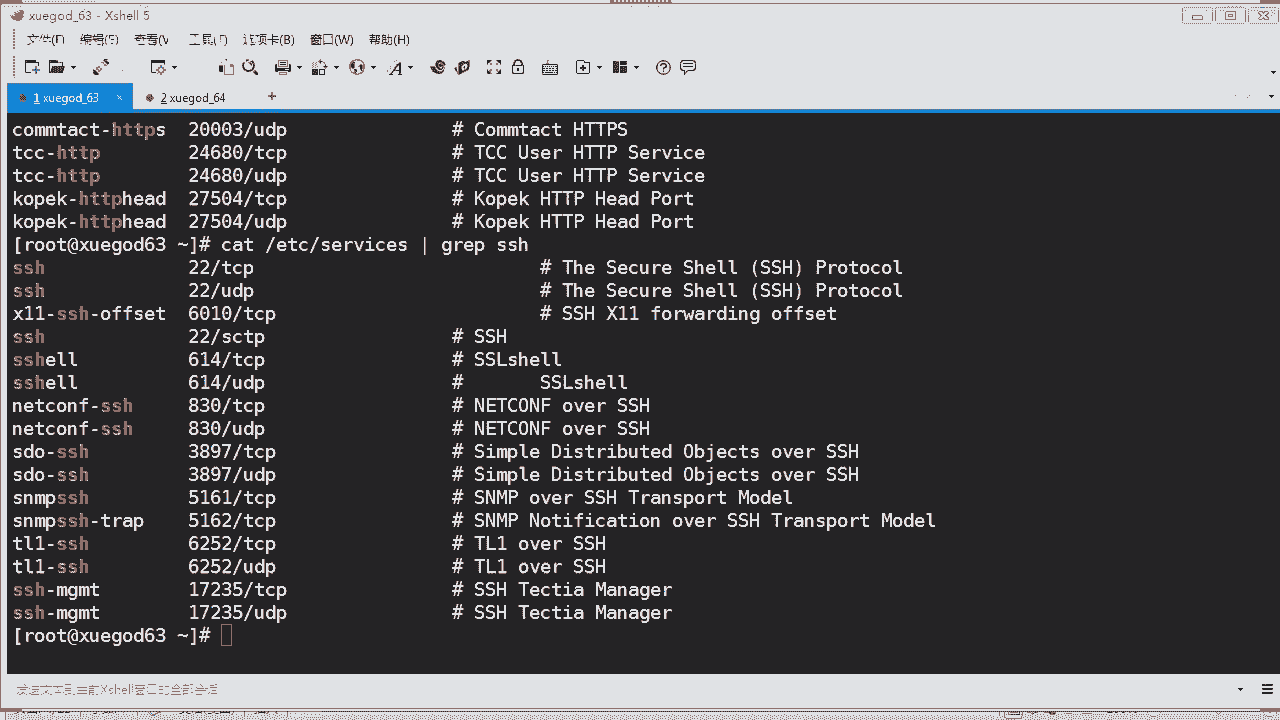 xuegod_63 - Xshell 5
文件(F) 编辑(E) 查看(V 工具(T) 选项卡(B) 窗口(W) 帮助(H)
1 xuegod_63 × 2 xuegod_64 +
commtact-https 20003/udp # Commtact HTTPS
tcc-http 24680/tcp # TCC User HTTP Service
tcc-http 24680/udp # TCC User HTTP Service
kopek-httphead 27504/tcp # Kopek HTTP Head Port
kopek-httphead 27504/udp # Kopek HTTP Head Port
[root@xuegod63 ~]# cat /etc/services | grep ssh
ssh 22/tcp # The Secure Shell (SSH) Protocol
ssh 22/udp # The Secure Shell (SSH) Protocol
x11-ssh-offset 6010/tcp # SSH X11 forwarding offset
ssh 22/sctp # SSH
sshell 614/tcp # SSLshell
sshell 614/udp # SSLshell
netconf-ssh 830/tcp # NETCONF over SSH
netconf-ssh 830/udp # NETCONF over SSH
sdo-ssh 3897/tcp # Simple Distributed Objects over SSH
sdo-ssh 3897/udp # Simple Distributed Objects over SSH
snmpssh 5161/tcp # SNMP over SSH Transport Model
snmpssh-trap 5162/tcp # SNMP Notification over SSH Transport Model
tl1-ssh 6252/tcp # TL1 over SSH
tl1-ssh 6252/udp # TL1 over SSH
ssh-mgmt 17235/tcp # SSH Tectia Manager
ssh-mgmt 17235/udp # SSH Tectia Manager
[root@xuegod63 ~]#
发送文本到当前Xshell窗口的全部会话